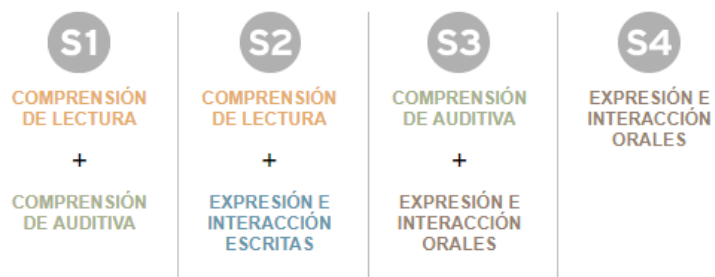 S1
COMPRENSIÓN
DE LECTURA
+
COMPRENSIÓN
DE AUDITIVA
S2
COMPRENSIÓN
DE LECTURA
+
EXPRESIÓN E
INTERACCIÓN
ESCRITAS
S3
COMPRENSIÓN
DE AUDITIVA
+
EXPRESIÓN E
INTERACCIÓN
ORALES
S4
EXPRESIÓN E
INTERACCIÓN
ORALES